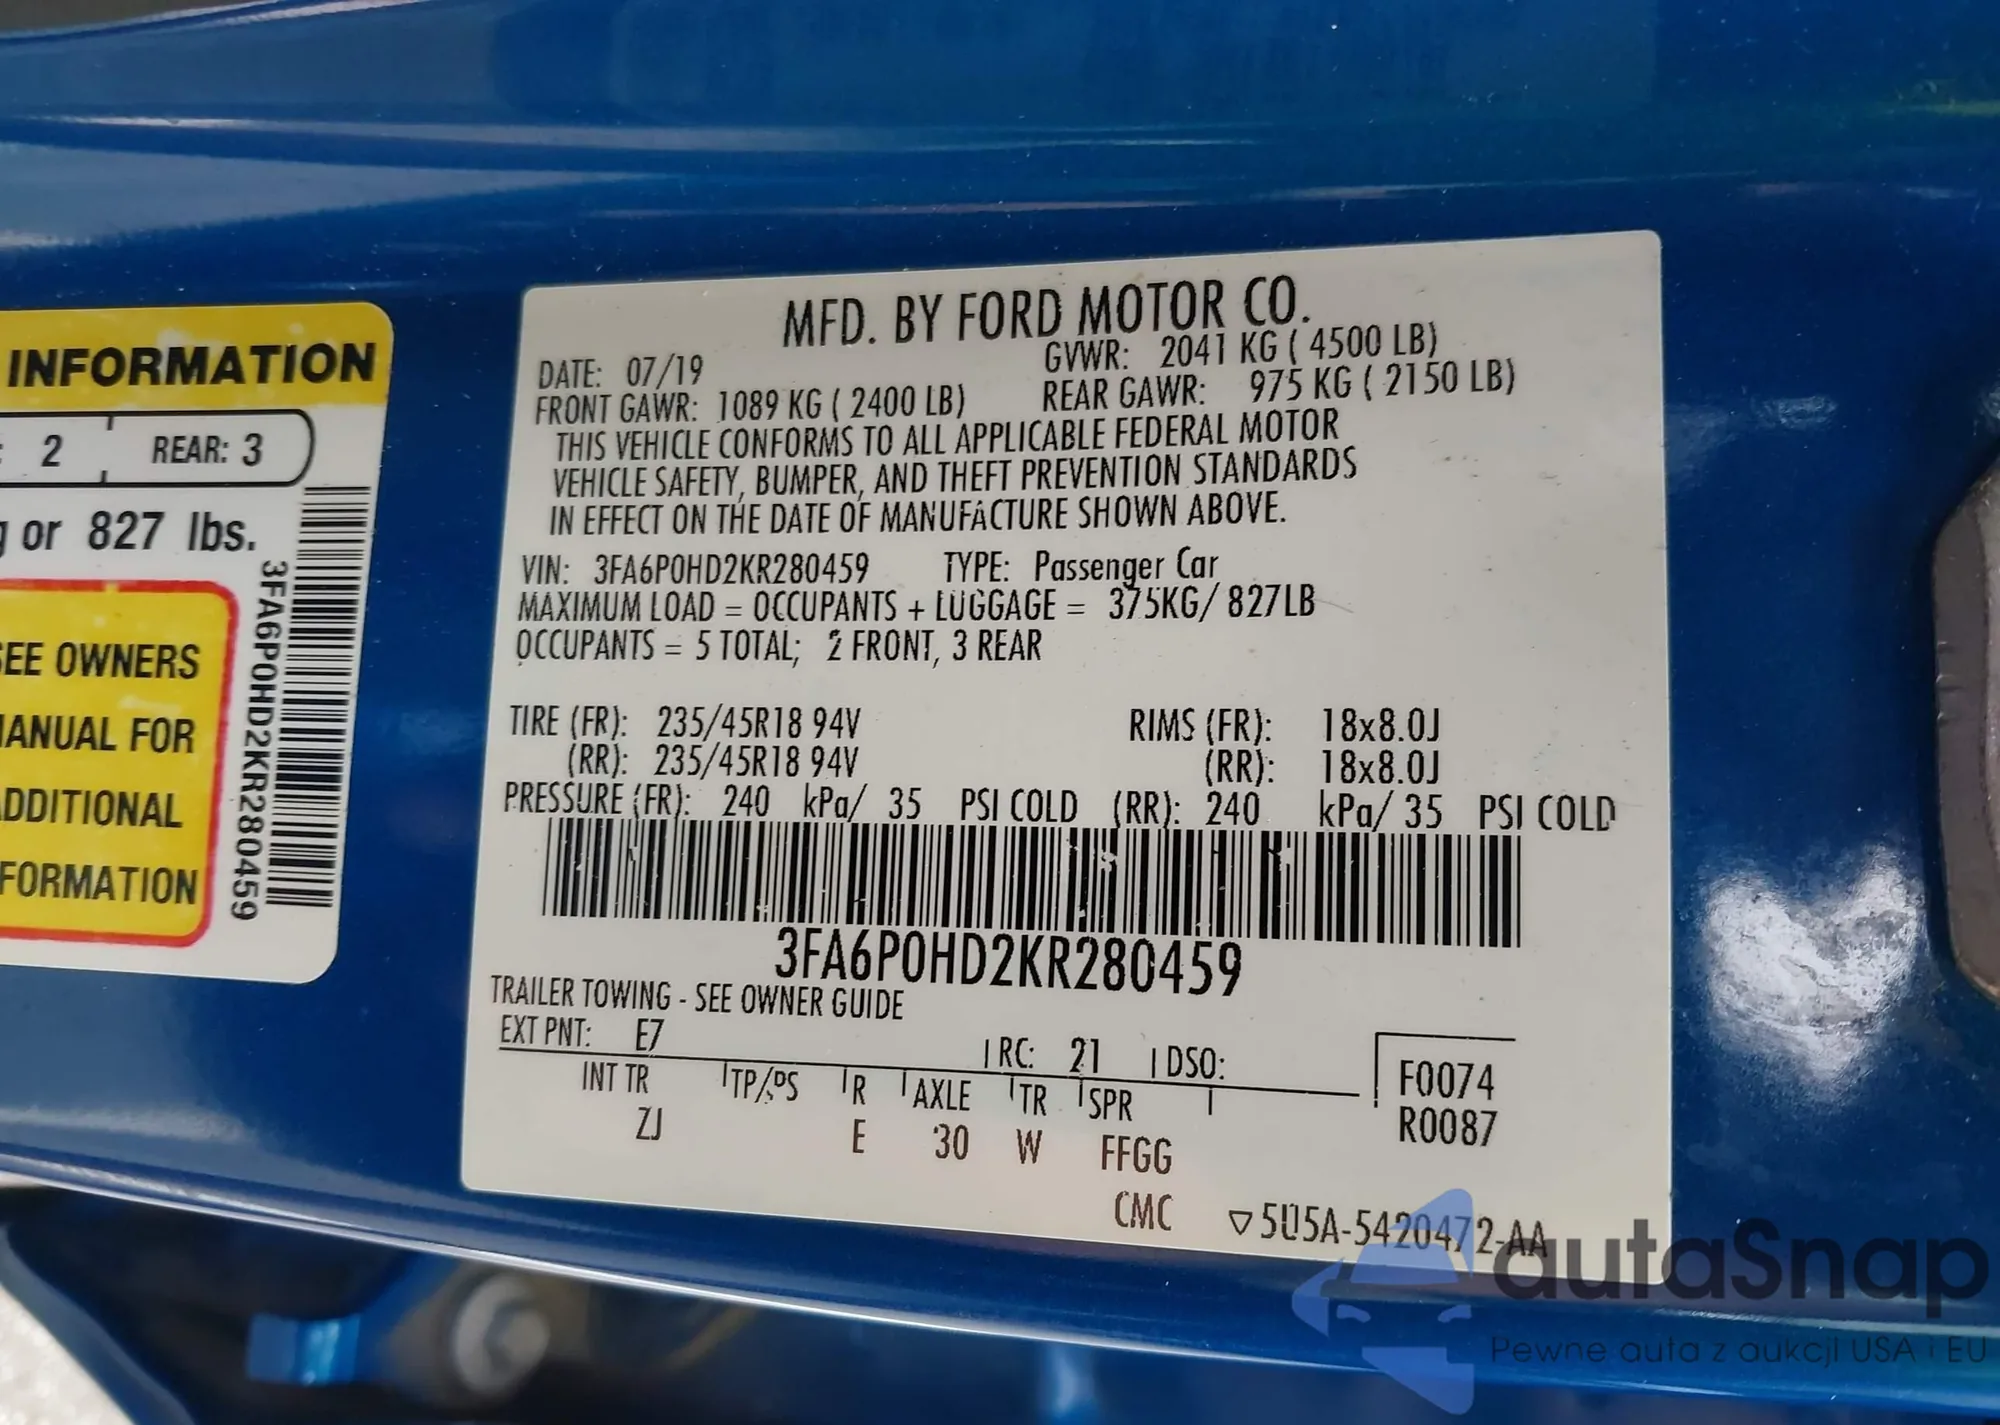 INFORMATION
2 REAR: 3
or 827 lbs.
SEE OWNERS
MANUAL FOR
ADDITIONAL
FORMATION
3FA6P0HD2KR280459
MFD. BY FORD MOTOR CO.
DATE: 07/19 GVWR: 2041 KG ( 4500 LB)
FRONT GAWR: 1089 KG ( 2400 LB) REAR GAWR: 975 KG ( 2150 LB)
THIS VEHICLE CONFORMS TO ALL APPLICABLE FEDERAL MOTOR
VEHICLE SAFETY, BUMPER, AND THEFT PREVENTION STANDARDS
IN EFFECT ON THE DATE OF MANUFACTURE SHOWN ABOVE.
VIN: 3FA6P0HD2KR280459 TYPE: Passenger Car
MAXIMUM LOAD = OCCUPANTS + LUGGAGE = 375KG/ 827LB
OCCUPANTS = 5 TOTAL; 2 FRONT, 3 REAR
TIRE (FR): 235/45R18 94V RIMS (FR): 18x8.0J
(RR): 235/45R18 94V (RR): 18x8.0J
PRESSURE (FR): 240 kPa/ 35 PSI COLD (RR): 240 kPa/ 35 PSI COLD
3FA6P0HD2KR280459
TRAILER TOWING - SEE OWNER GUIDE
EXT PNT: E7 RC: 21 DSO:
INT TR TP/PS R AXLE TR SPR F0074
ZJ E 30 W FFGG R0087
CMC ▽5U5A-5420472-AA
autaSnap
Pewne auta z aukcji USA i EU